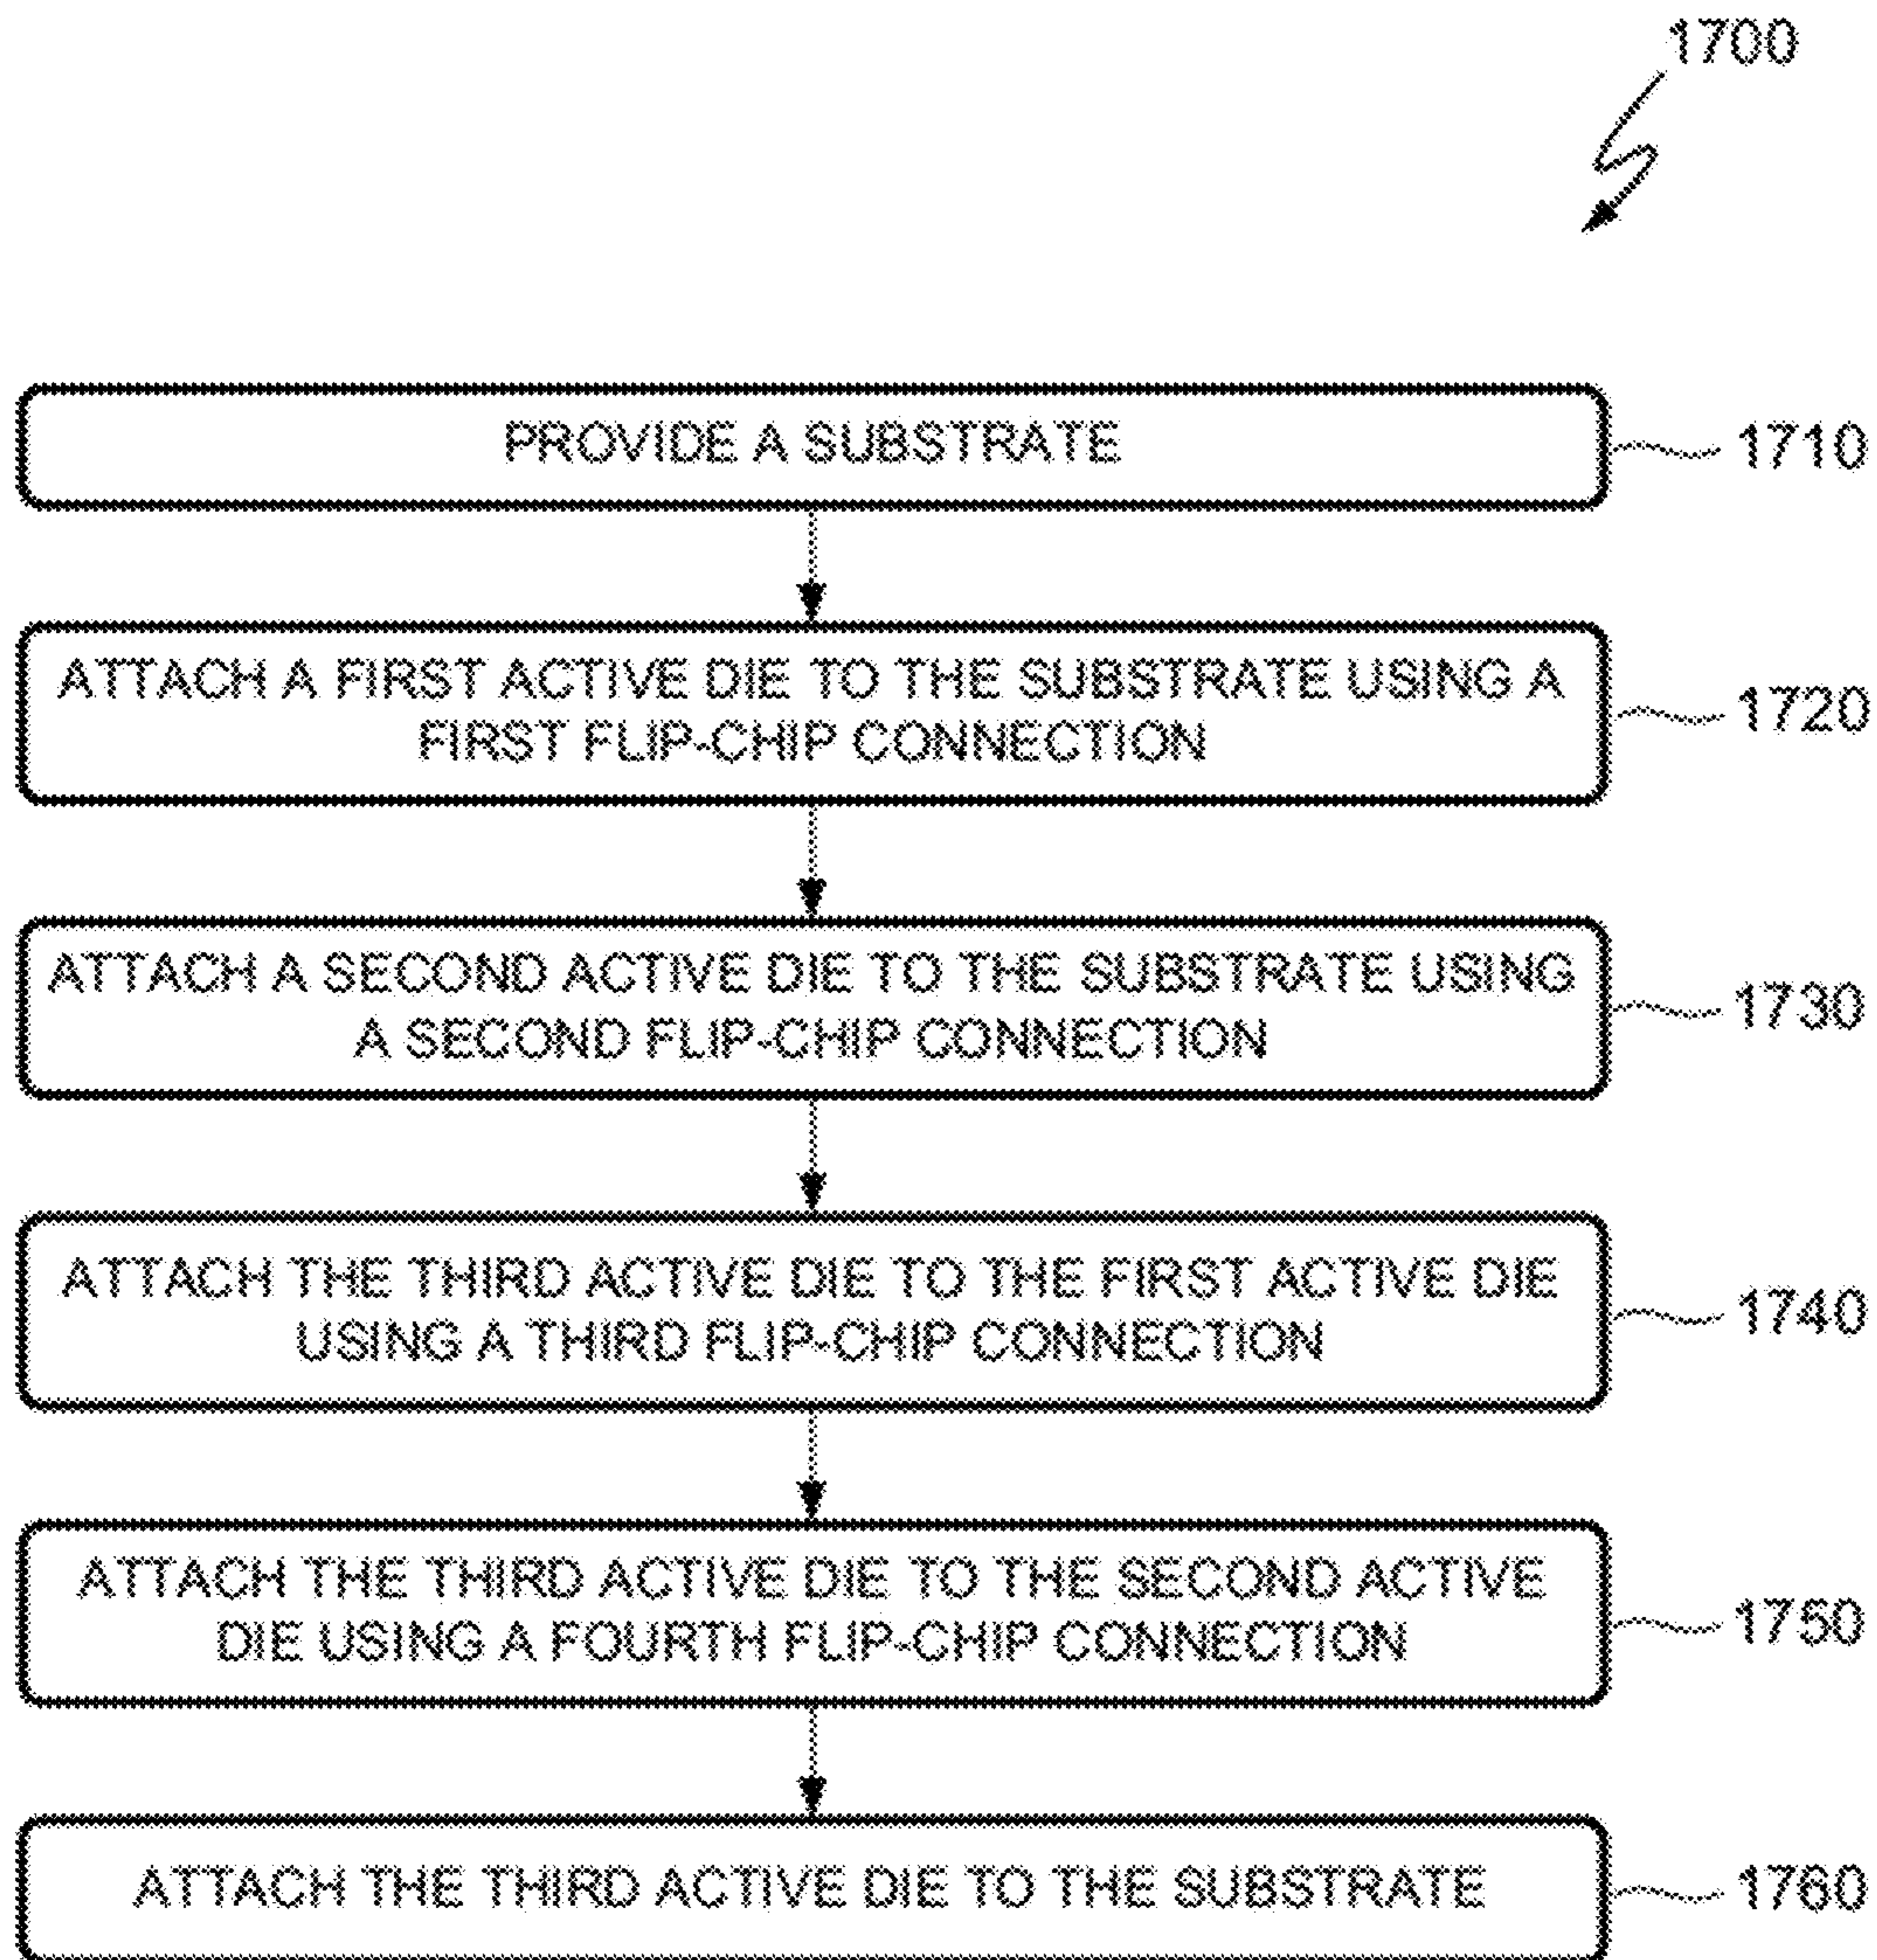 1700
PROVIDE A SUBSTRATE
1710
ATTACH A FIRST ACTIVE DIE TO THE SUBSTRATE USING A
FIRST FLIP-CHIP CONNECTION
1720
ATTACH A SECOND ACTIVE DIE TO THE SUBSTRATE USING
A SECOND FLIP-CHIP CONNECTION
1730
ATTACH THE THIRD ACTIVE DIE TO THE FIRST ACTIVE DIE
USING A THIRD FLIP-CHIP CONNECTION
1740
ATTACH THE THIRD ACTIVE DIE TO THE SECOND ACTIVE
DIE USING A FOURTH FLIP-CHIP CONNECTION
1750
ATTACH THE THIRD ACTIVE DIE TO THE SUBSTRATE
1760